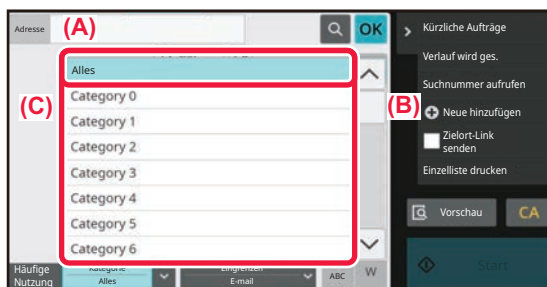 Adresse
(A)
OK
Kürzliche Aufträge
Verlauf wird ges.
Suchnummer aufrufen
(B)
Neue hinzufügen
Zielort-Link
senden
Einzelliste drucken
(C)
Alles
Category 0
Category 1
Category 2
Category 3
Category 4
Category 5
Category 6
Vorschau
CA
Start
Häufige
Nutzung
Kategorie
Alles
Eingrenzen
E-mail
ABC
W